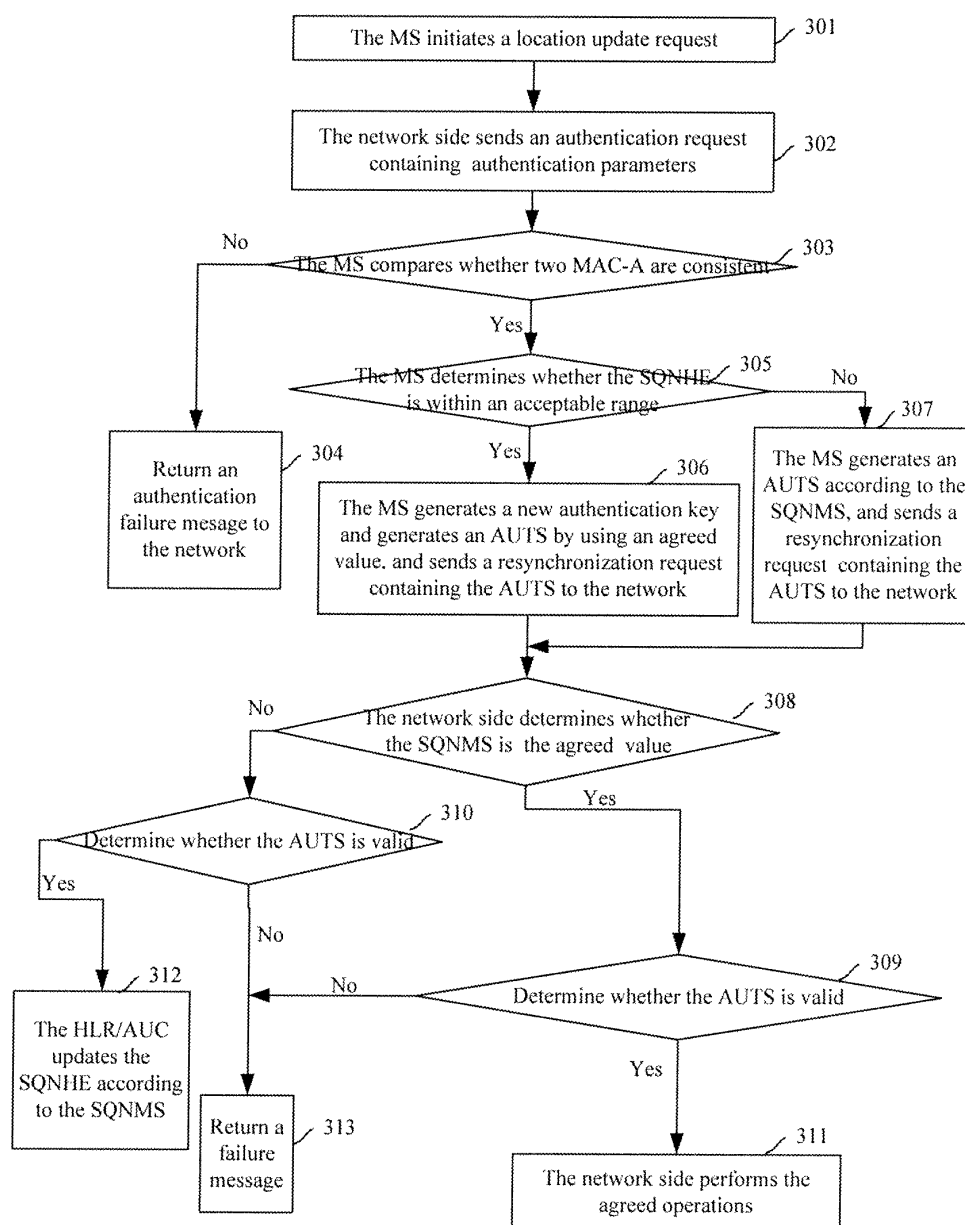 The MS initiates a location update request
301
The network side sends an authentication request
containing authentication parameters
302
No
The MS compares whether two MAC-A are consistent
303
Yes
The MS determines whether the SQNHE
is within an acceptable range
305
No
307
Return an
authentication
failure mesage to
the network
304
Yes
306
The MS generates a new authentication key
and generates an AUTS by using an agreed
value, and sends a resynchronization request
containing the AUTS to the network
The MS generates an
AUTS according to the
SQNMS, and sends a
resynchronization
request containing the
AUTS to the network
No
The network side determines whether
the SQNMS is the agreed value
308
Yes
Determine whether the AUTS is valid
310
Yes
No
312
The HLR/AUC
updates the
SQNHE according
to the SQNMS
No
Determine whether the AUTS is valid
309
Yes
Return a
failure
message
313
311
The network side performs the
agreed operations